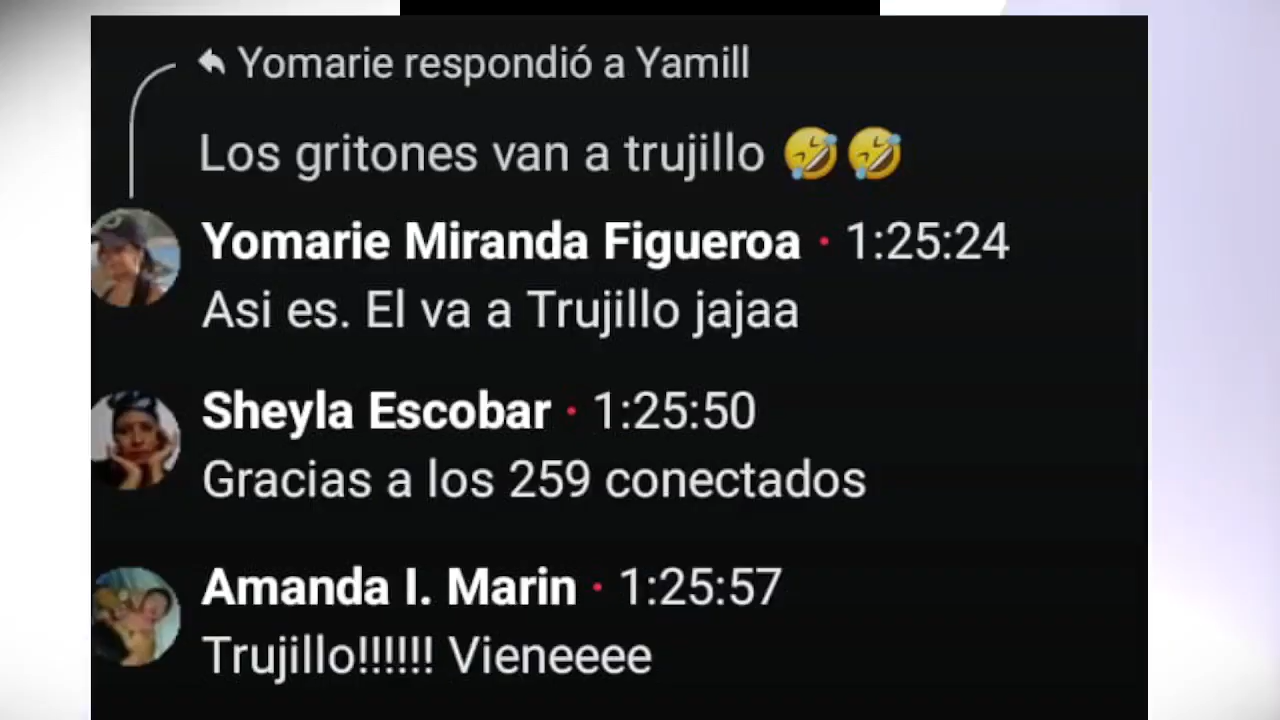 Yomarie respondió a Yamill
Los gritones van a trujillo 🤣🤣
Yomarie Miranda Figueroa · 1:25:24
Asi es. El va a Trujillo jajaa
Sheyla Escobar · 1:25:50
Gracias a los 259 conectados
Amanda I. Marin · 1:25:57
Trujillo!!!!!! Vieneeee